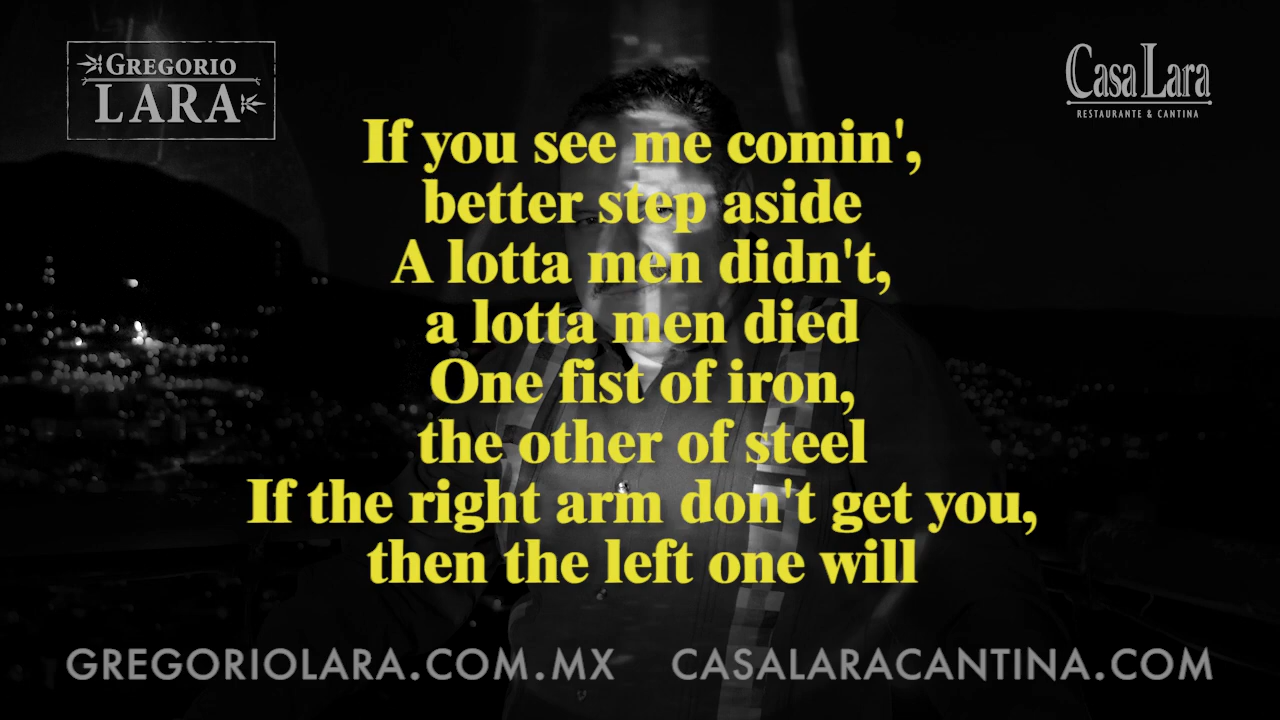 GREGORIO
LARA
Casa Lara
RESTAURANTE & CANTINA
If you see me comin',
better step aside
A lotta men didn't,
a lotta men died
One fist of iron,
the other of steel
If the right arm don't get you,
then the left one will
GREGORIOLARA.COM.MX
CASALARACANTINA.COM